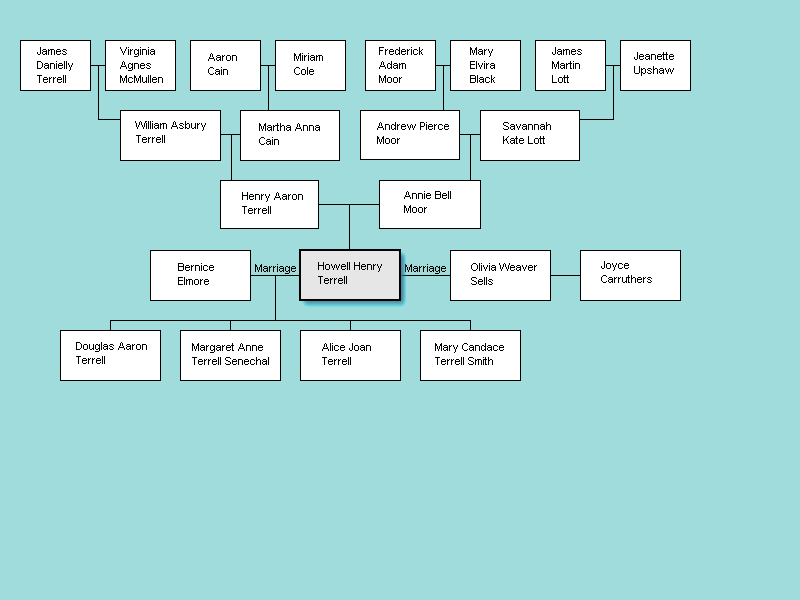 James
Danielly
Terrell
Virginia
Agnes
McMullen
Aaron
Cain
Miriam
Cole
Frederick
Adam
Moor
Mary
Elvira
Black
James
Martin
Lott
Jeanette
Upshaw
William Asbury
Terrell
Martha Anna
Cain
Andrew Pierce
Moor
Savannah
Kate Lott
Henry Aaron
Terrell
Annie Bell
Moor
Bernice
Elmore
Marriage
Howell Henry
Terrell
Marriage
Olivia Weaver
Sells
Joyce
Carruthers
Douglas Aaron
Terrell
Margaret Anne
Terrell Senechal
Alice Joan
Terrell
Mary Candace
Terrell Smith